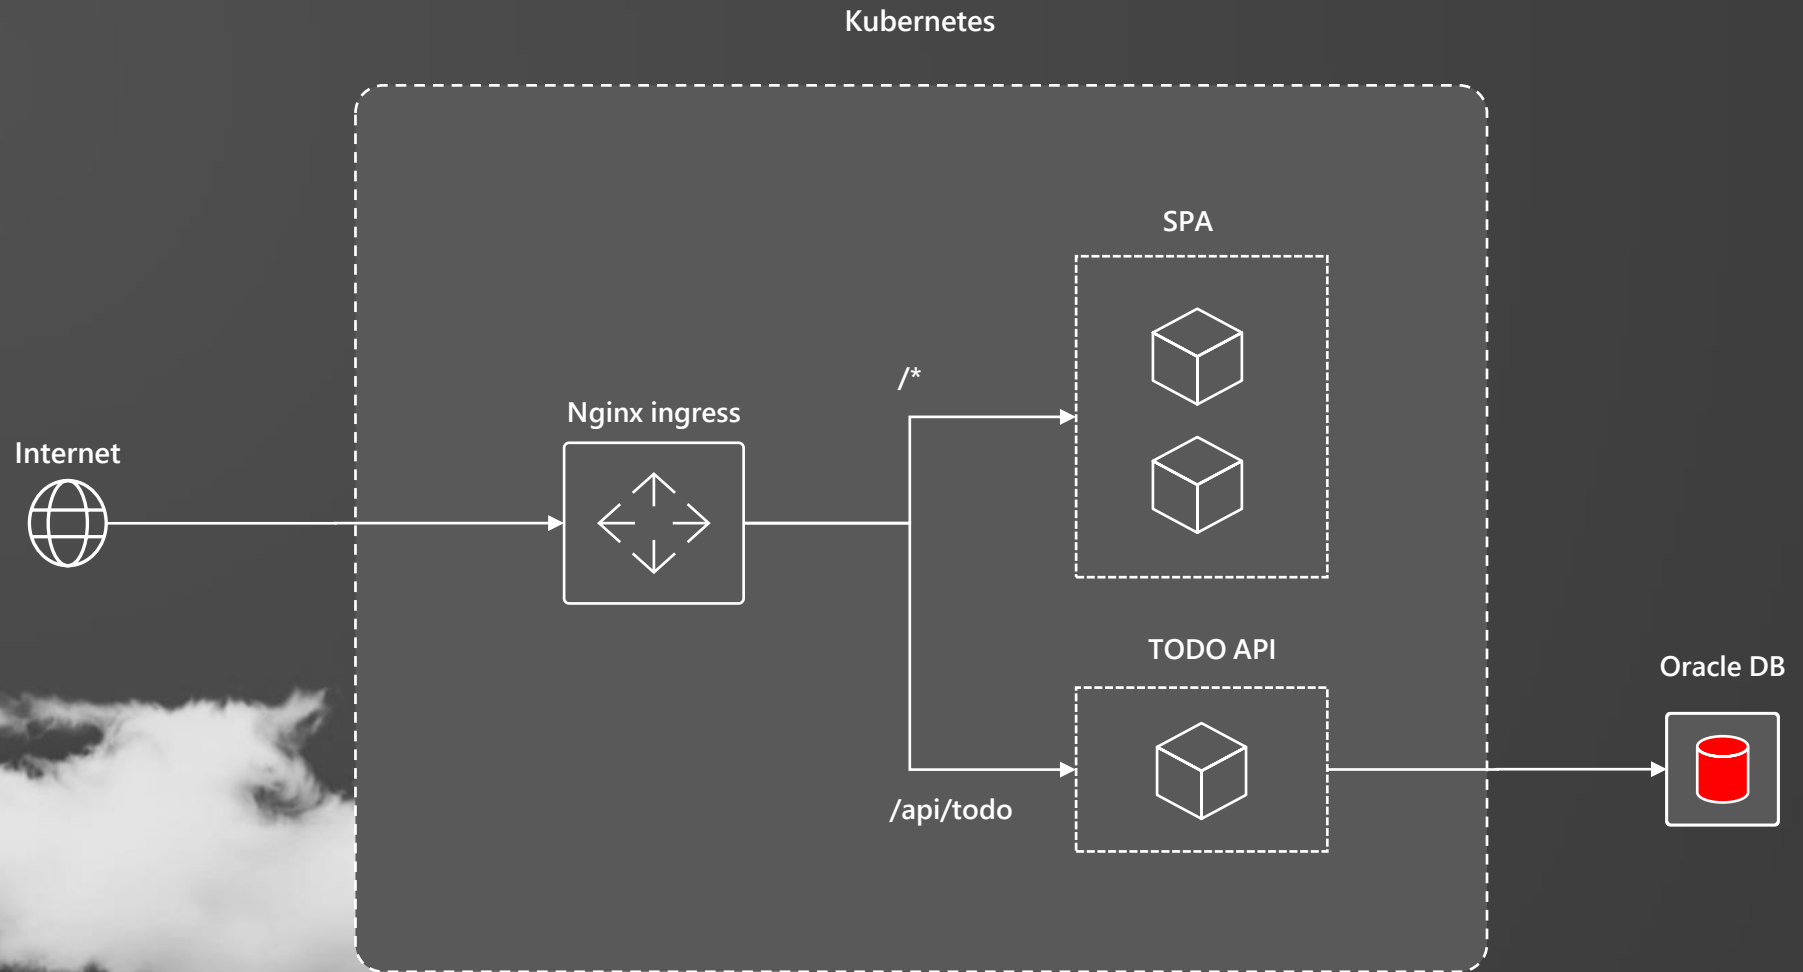 Kubernetes
SPA
/*
Nginx ingress
Internet
TODO API
Oracle DB
/api/todo